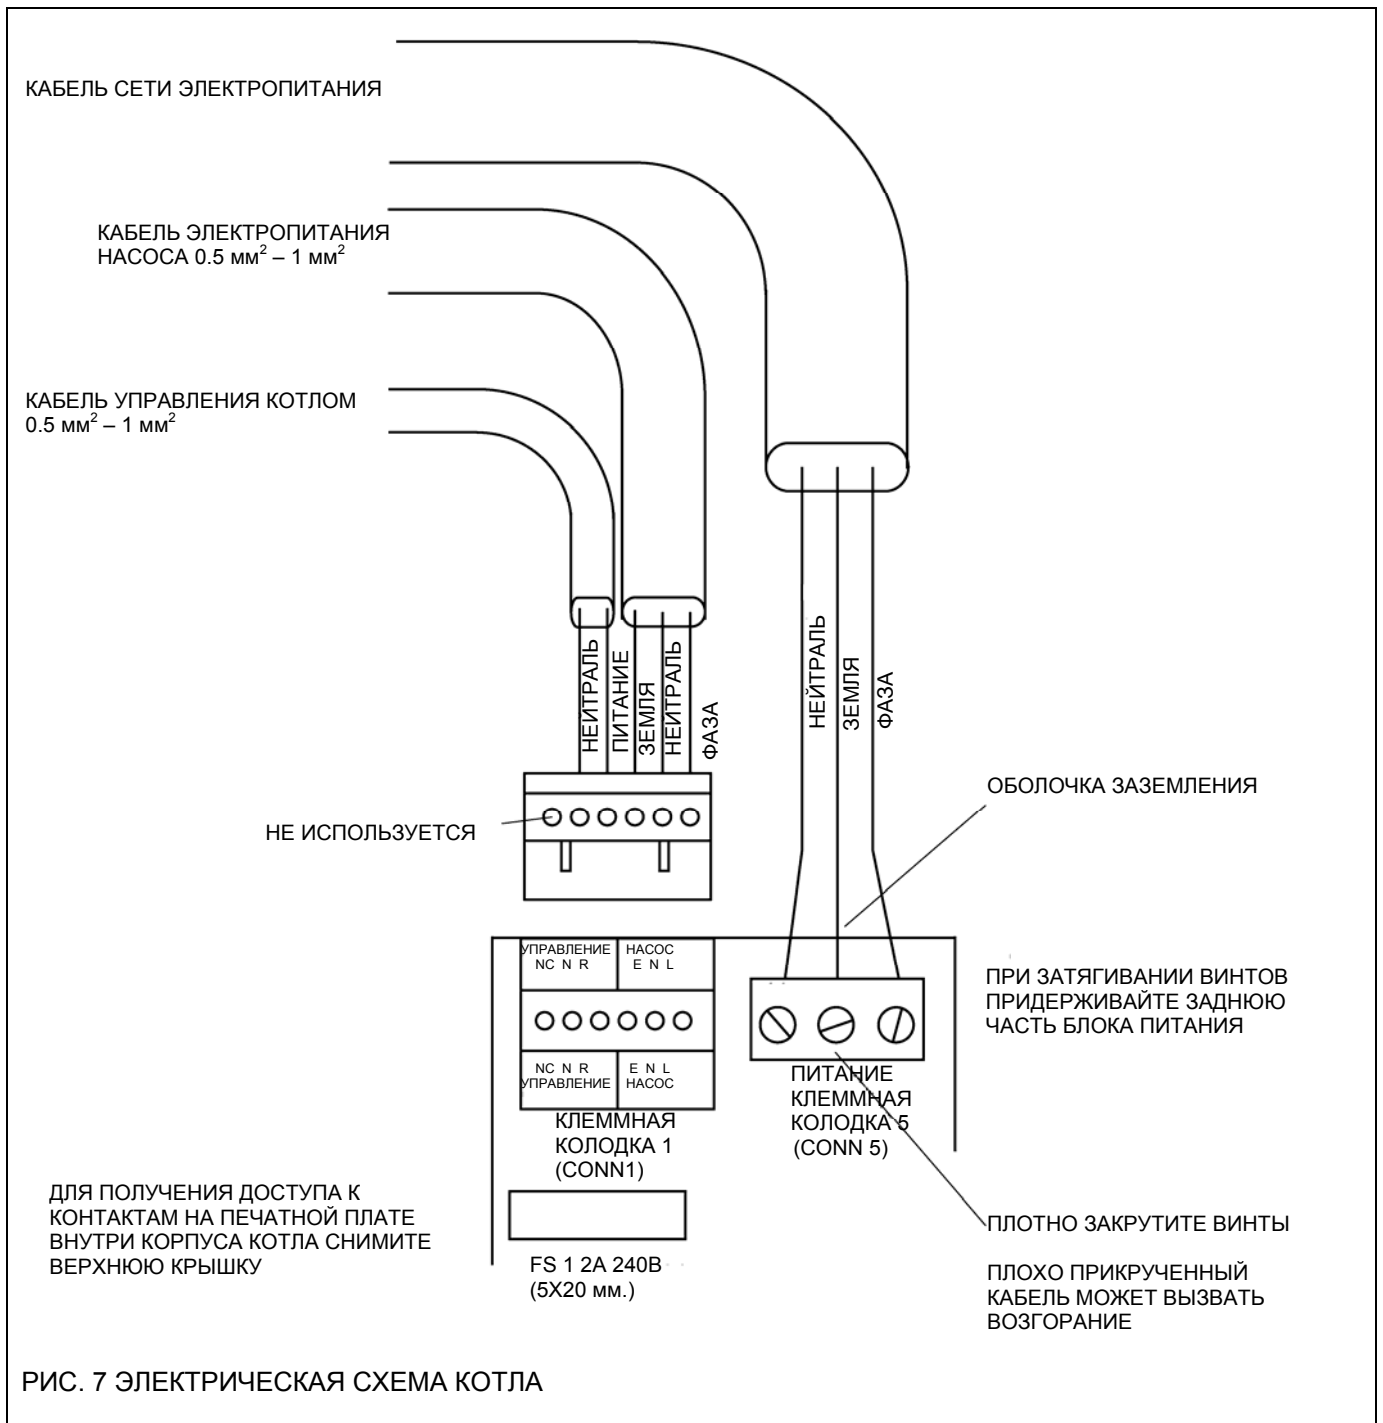 КАБЕЛЬ СЕТИ ЭЛЕКТРОПИТАНИЯ
КАБЕЛЬ ЭЛЕКТРОПИТАНИЯ
НАСОСА 0.5 мм² – 1 мм²
КАБЕЛЬ УПРАВЛЕНИЯ КОТЛОМ
0.5 мм² – 1 мм²
НЕЙТРАЛЬ
ПИТАНИЕ
ЗЕМЛЯ
НЕЙТРАЛЬ
ФАЗА
НЕЙТРАЛЬ
ЗЕМЛЯ
ФАЗА
ОБОЛОЧКА ЗАЗЕМЛЕНИЯ
НЕ ИСПОЛЬЗУЕТСЯ
УПРАВЛЕНИЕ НАСОС
NC N R E N L
ПРИ ЗАТЯГИВАНИИ ВИНТОВ
ПРИДЕРЖИВАЙТЕ ЗАДНЮЮ
ЧАСТЬ БЛОКА ПИТАНИЯ
NC N R E N L
УПРАВЛЕНИЕ НАСОС
КЛЕММНАЯ
КОЛОДКА 1
(CONN1)
ПИТАНИЕ
КЛЕММНАЯ
КОЛОДКА 5
(CONN 5)
ДЛЯ ПОЛУЧЕНИЯ ДОСТУПА К
КОНТАКТАМ НА ПЕЧАТНОЙ ПЛАТЕ
ВНУТРИ КОРПУСА КОТЛА СНИМИТЕ
ВЕРХНЮЮ КРЫШКУ
FS 1 2A 240В
(5X20 мм.)
ПЛОТНО ЗАКРУТИТЕ ВИНТЫ
ПЛОХО ПРИКРУЧЕННЫЙ
КАБЕЛЬ МОЖЕТ ВЫЗВАТЬ
ВОЗГОРАНИЕ
РИС. 7 ЭЛЕКТРИЧЕСКАЯ СХЕМА КОТЛА